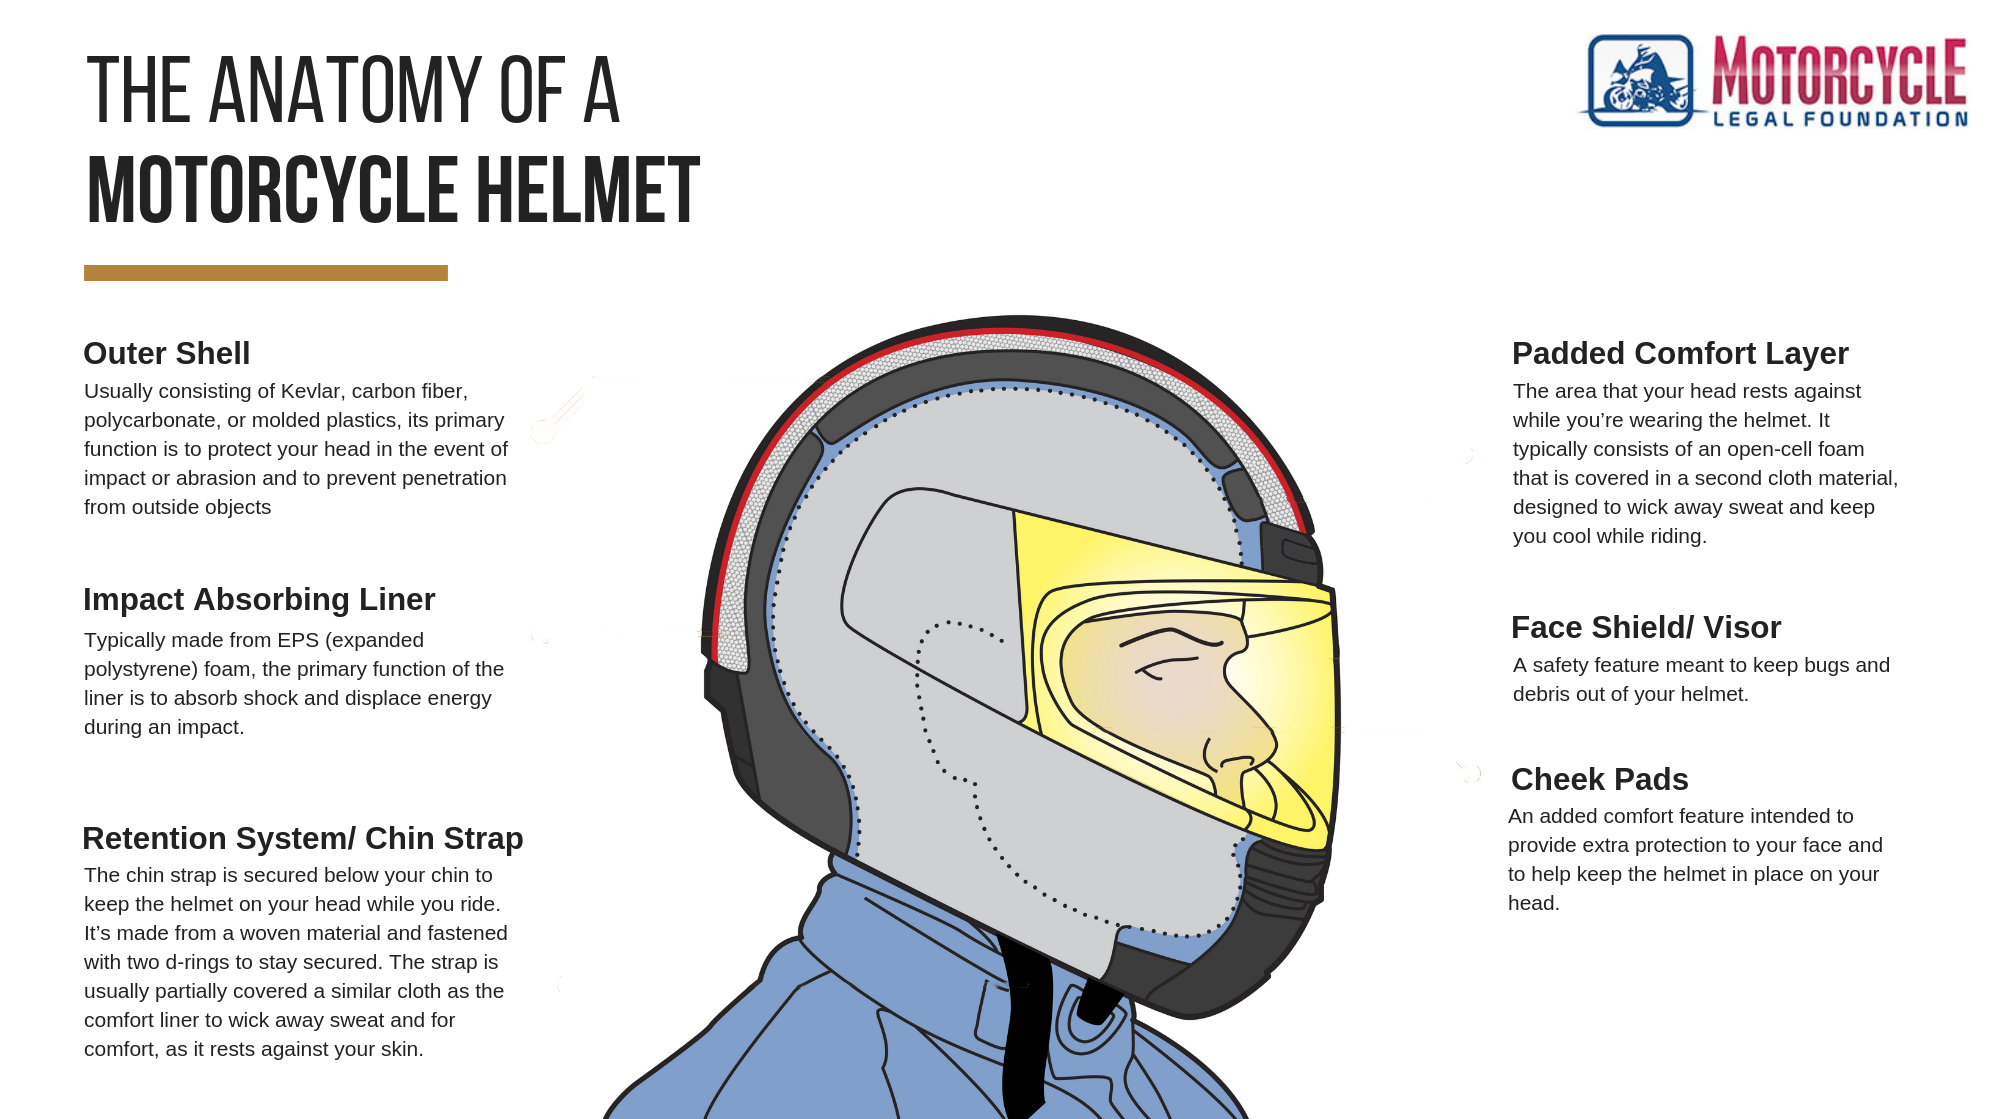 THE ANATOMY OF A
MOTORCYCLE HELMET
MOTORCYCLE
LEGAL FOUNDATION
Outer Shell
Usually consisting of Kevlar, carbon fiber,
polycarbonate, or molded plastics, its primary
function is to protect your head in the event of
impact or abrasion and to prevent penetration
from outside objects
Impact Absorbing Liner
Typically made from EPS (expanded
polystyrene) foam, the primary function of the
liner is to absorb shock and displace energy
during an impact.
Retention System/ Chin Strap
The chin strap is secured below your chin to
keep the helmet on your head while you ride.
It’s made from a woven material and fastened
with two d-rings to stay secured. The strap is
usually partially covered a similar cloth as the
comfort liner to wick away sweat and for
comfort, as it rests against your skin.
Padded Comfort Layer
The area that your head rests against
while you’re wearing the helmet. It
typically consists of an open-cell foam
that is covered in a second cloth material,
designed to wick away sweat and keep
you cool while riding.
Face Shield/ Visor
A safety feature meant to keep bugs and
debris out of your helmet.
Cheek Pads
An added comfort feature intended to
provide extra protection to your face and
to help keep the helmet in place on your
head.